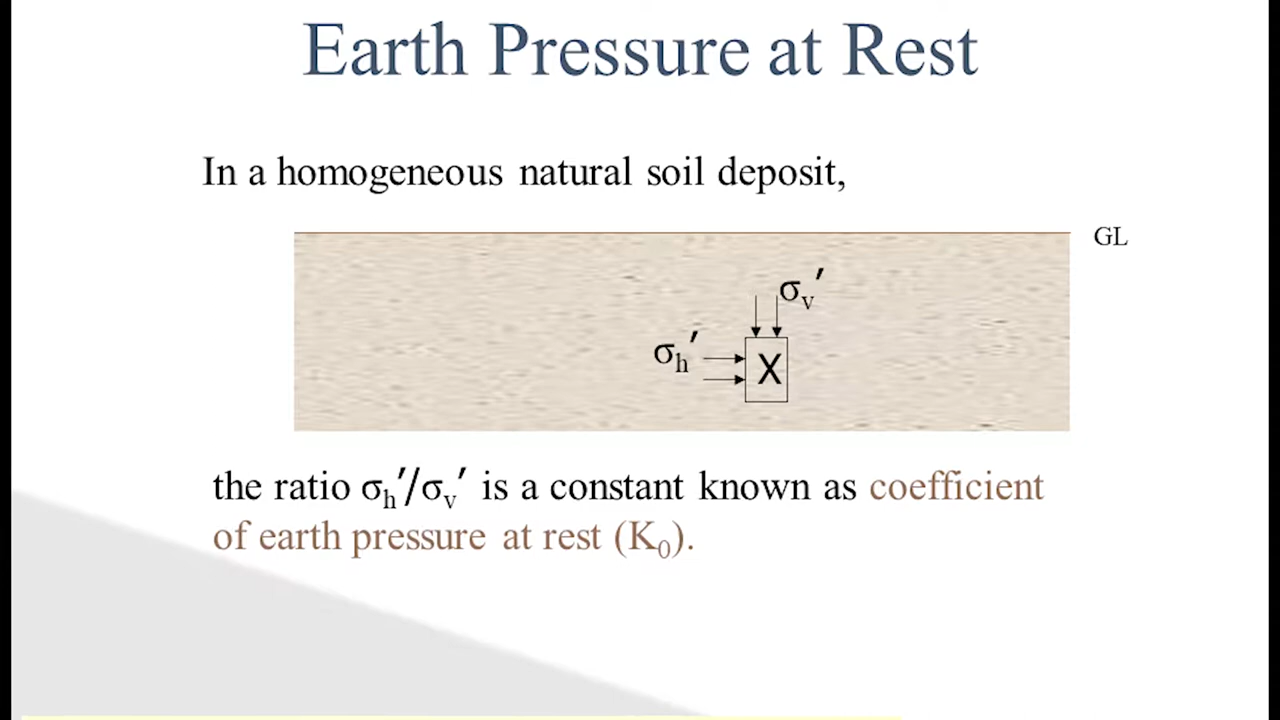 Earth Pressure at Rest
In a homogeneous natural soil deposit,
GL
σv′
σh′
X
the ratio σh′/σv′ is a constant known as coefficient
of earth pressure at rest (K0).